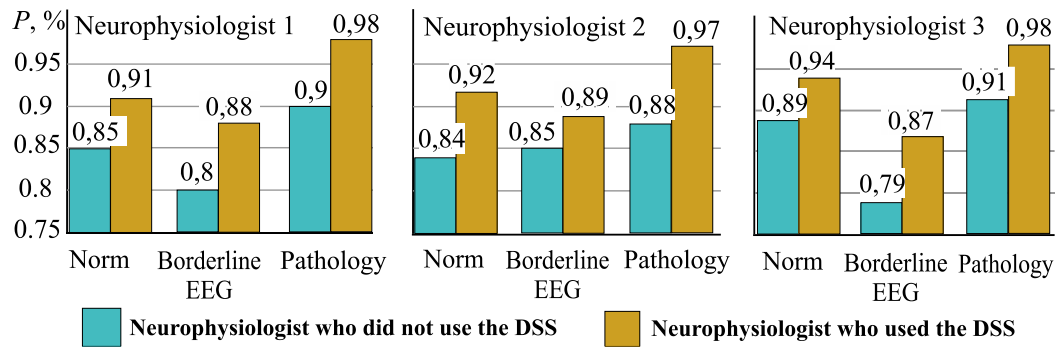 P, %
Neurophysiologist 1
0.95
0.9
0.85
0.8
0.75
0,85
0,91
0,8
0,88
0,9
0,98
Norm
Borderline
EEG
Pathology
Neurophysiologist 2
0,84
0,92
0,85
0,89
0,88
0,97
Norm
Borderline
EEG
Pathology
Neurophysiologist 3
0,89
0,94
0,79
0,87
0,91
0,98
Norm
Borderline
EEG
Pathology
Neurophysiologist who did not use the DSS
Neurophysiologist who used the DSS